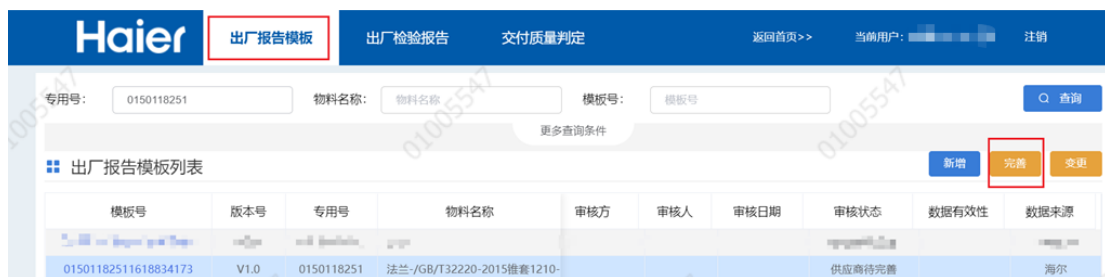 Haier 出厂报告模板 出厂检验报告 交付质量判定 返回首页>> 当前用户: 注销
专用号: 0150118251 物料名称: 物料名称 模板号: 模板号 查询
更多查询条件
出厂报告模板列表 新增 完善 变更
模板号 版本号 专用号 物料名称 审核方 审核人 审核日期 审核状态 数据有效性 数据来源
01501182511618834173 V1.0 0150118251 法兰-/GB/T32220-2015锥套1210- 供应商待完善 海尔
01005547
01005547
01005547